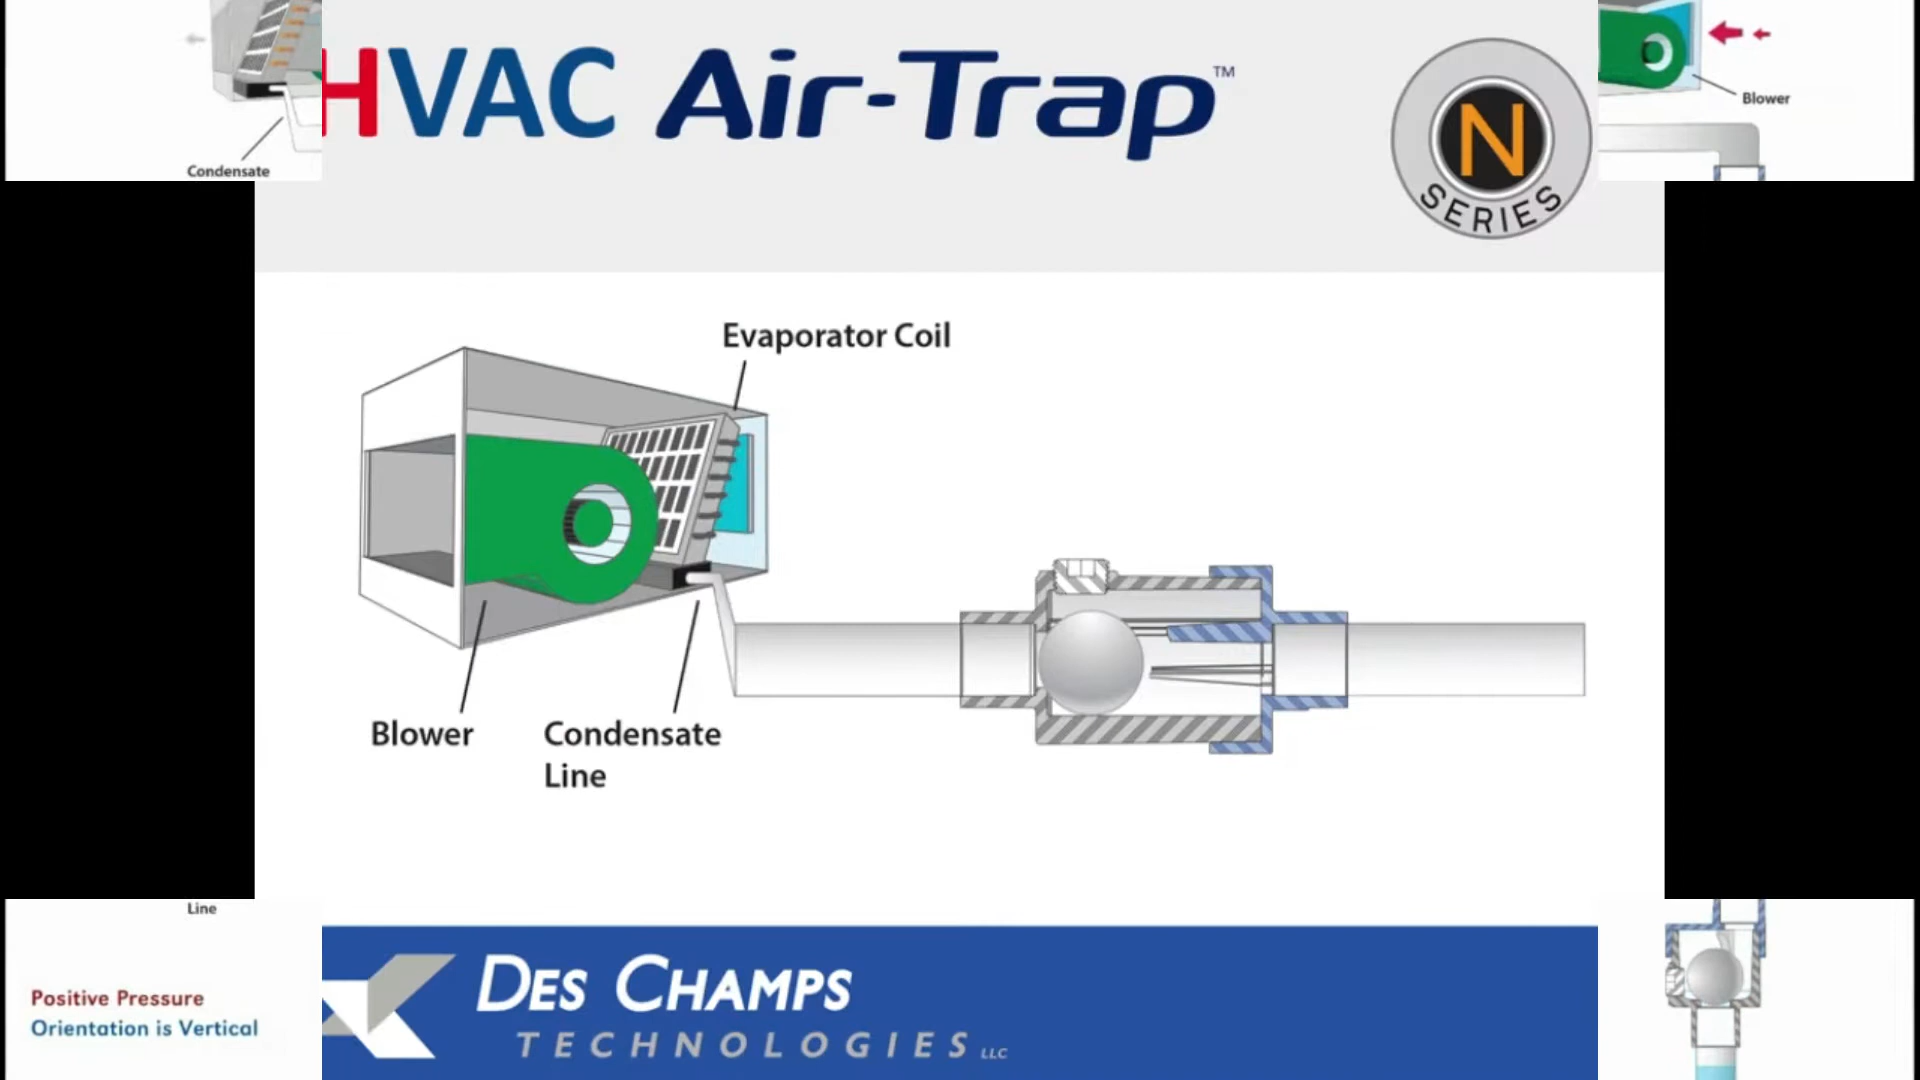 HVAC Air-Trap™
N
SERIES
Blower
Condensate
Evaporator Coil
Blower
Condensate
Line
Line
Positive Pressure
Orientation is Vertical
DES CHAMPS
TECHNOLOGIES LLC